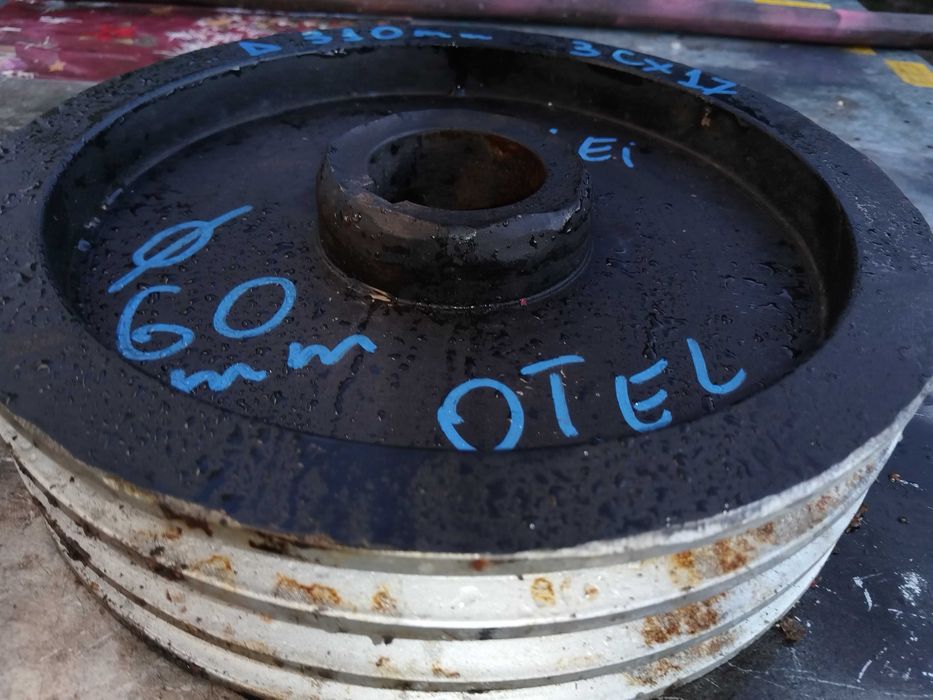 Δ 310mm 3Cx17
Ei
Ø
60
mm
OTEL